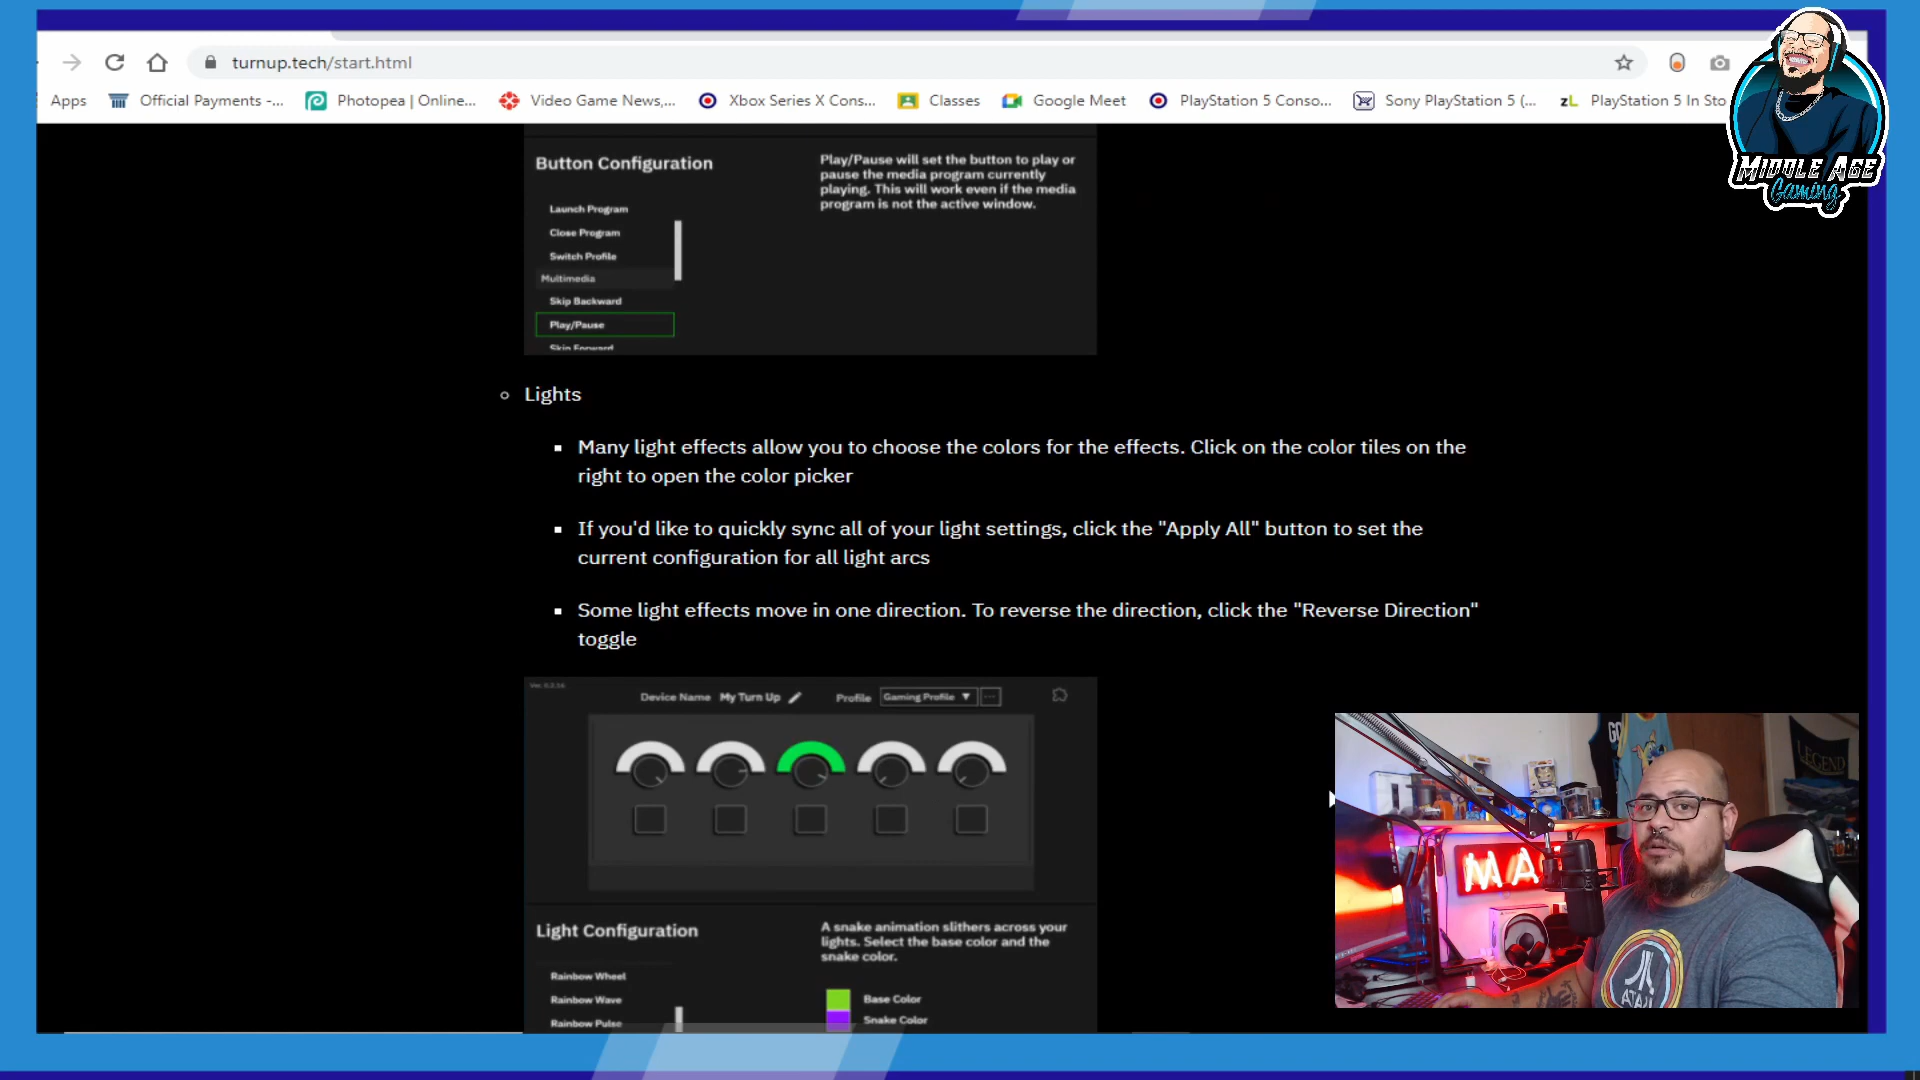 turnup.tech/start.html
Apps Official Payments -... Photopea | Online... Video Game News,... Xbox Series X Cons... Classes Google Meet PlayStation 5 Conso... Sony PlayStation 5 (... PlayStation 5 In Sto
MIDDLE AGE
Gaming
Button Configuration
Play/Pause will set the button to play or
pause the media program currently
playing. This will work even if the media
program is not the active window.
Launch Program
Close Program
Switch Profile
Multimedia
Skip Backward
Play/Pause
Skip Forward
Lights
Many light effects allow you to choose the colors for the effects. Click on the color tiles on the
right to open the color picker
If you'd like to quickly sync all of your light settings, click the "Apply All" button to set the
current configuration for all light arcs
Some light effects move in one direction. To reverse the direction, click the "Reverse Direction"
toggle
Device Name My Turn Up Profile Gaming Profile
Light Configuration
A snake animation slithers across your
lights. Select the base color and the
snake color.
Rainbow Wheel
Rainbow Wave
Rainbow Pulse
Base Color
Snake Color
LEGEND
MA
ATARI